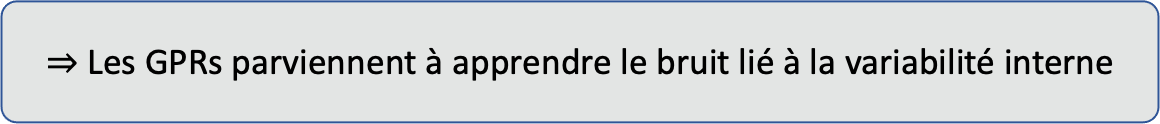 ⇒ Les GPRs parviennent à apprendre le bruit lié à la variabilité interne